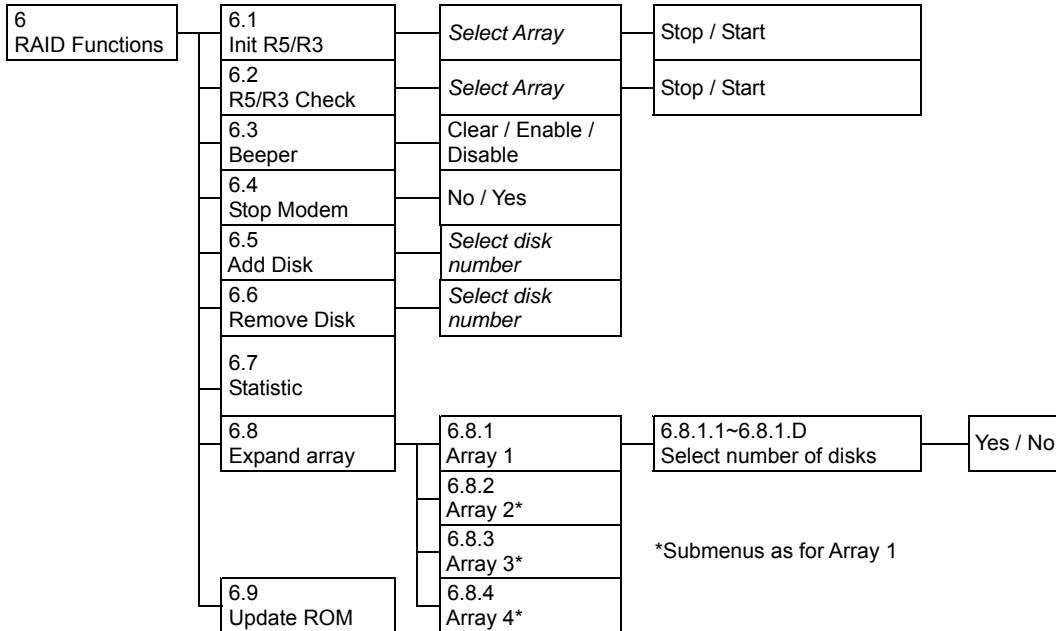 6
RAID Functions
6.1
Init R5/R3
Select Array
Stop / Start
6.2
R5/R3 Check
Select Array
Stop / Start
6.3
Beeper
Clear / Enable /
Disable
6.4
Stop Modem
No / Yes
6.5
Add Disk
Select disk
number
6.6
Remove Disk
Select disk
number
6.7
Statistic
6.8
Expand array
6.8.1
Array 1
6.8.1.1~6.8.1.D
Select number of disks
Yes / No
6.8.2
Array 2*
6.8.3
Array 3*
*Submenus as for Array 1
6.9
Update ROM
6.8.4
Array 4*